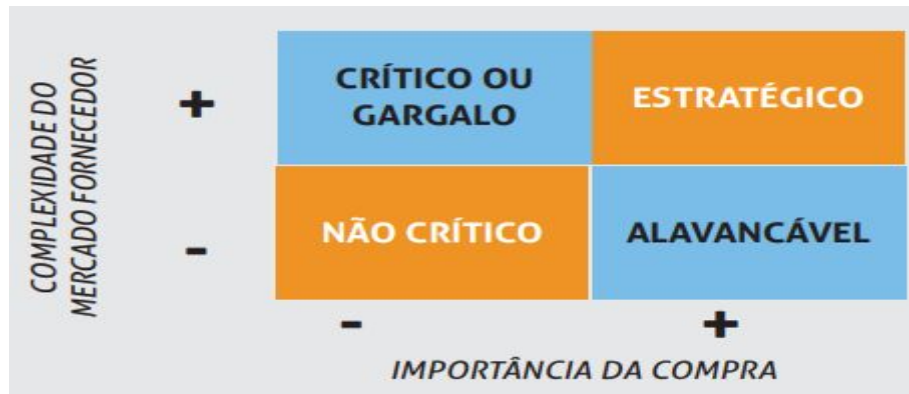 COMPLEXIDADE DO
MERCADO FORNECEDOR
+
CRÍTICO OU
GARGALO
ESTRATÉGICO
-
NÃO CRÍTICO
ALAVANCÁVEL
-
+
IMPORTÂNCIA DA COMPRA